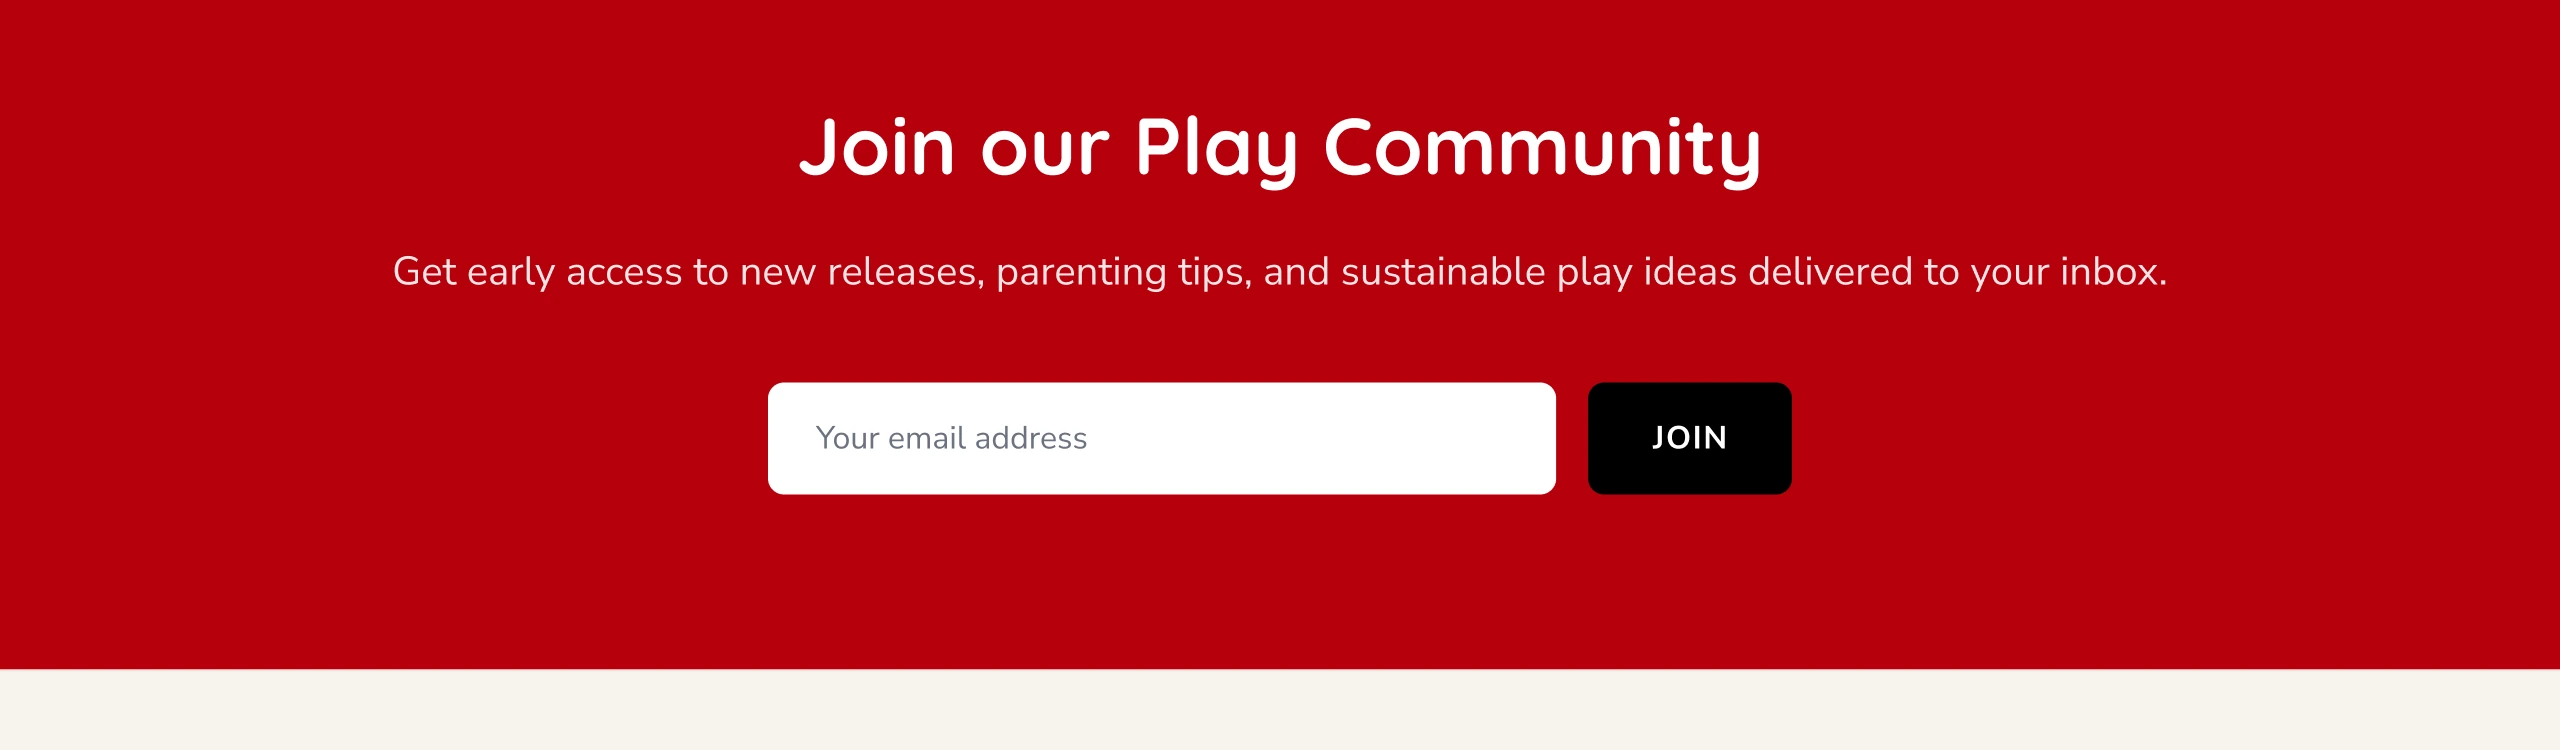 Join our Play Community
Get early access to new releases, parenting tips, and sustainable play ideas delivered to your inbox.
Your email address
JOIN